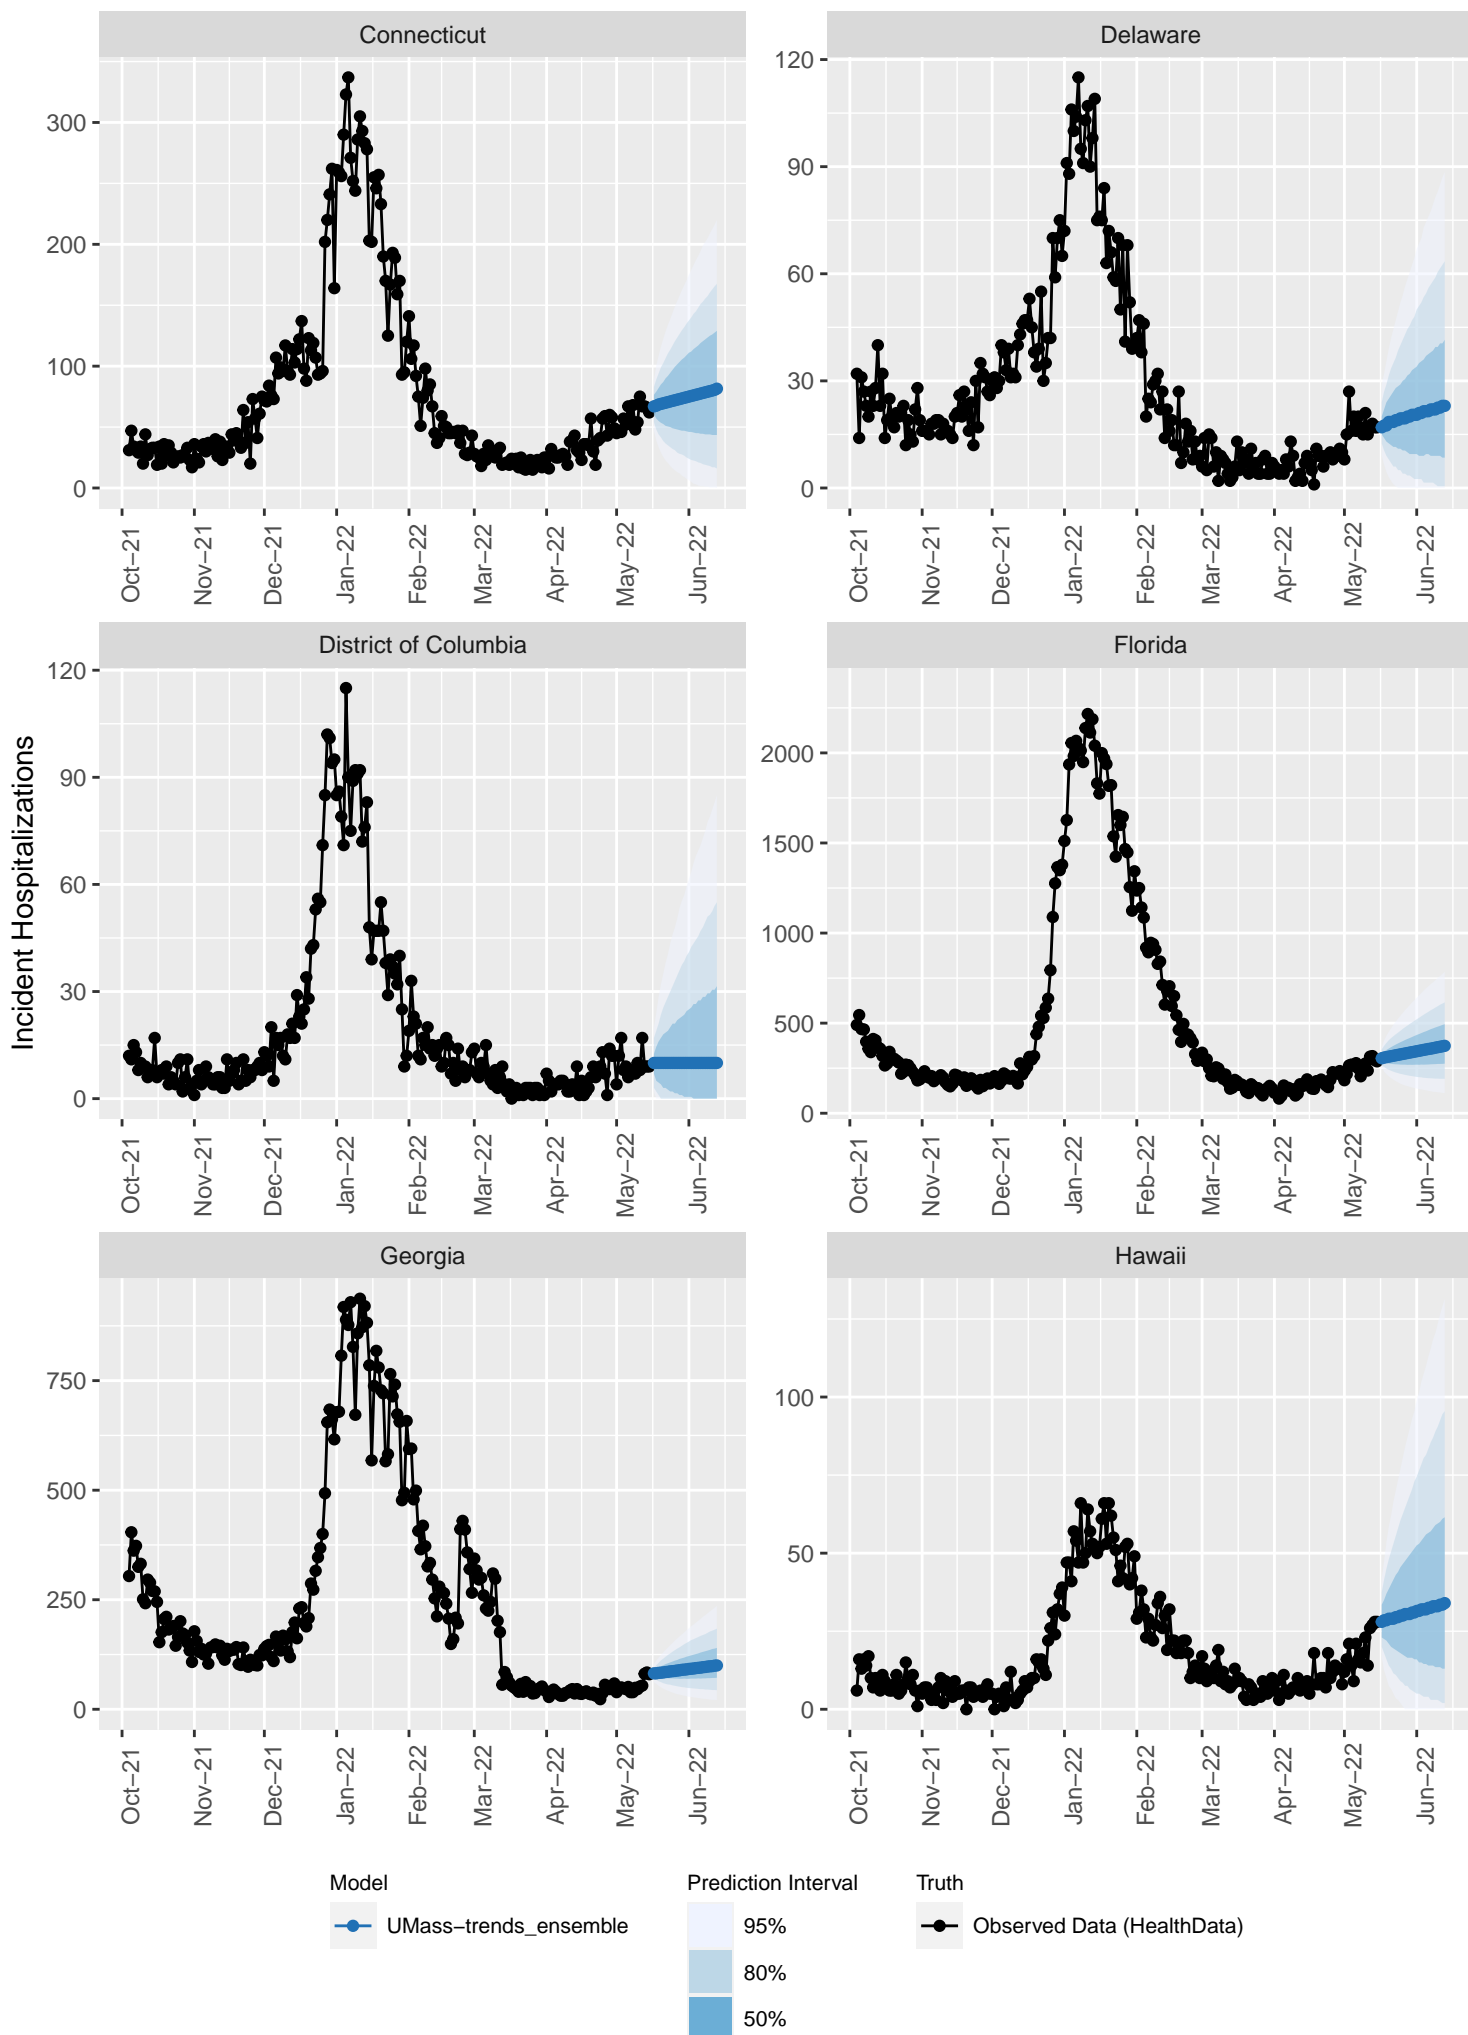 Connecticut
Delaware
300
200
100
0
120
90
60
30
0
Oct−21
Nov−21
Dec−21
Jan−22
Feb−22
Mar−22
Apr−22
May−22
Jun−22
Oct−21
Nov−21
Dec−21
Jan−22
Feb−22
Mar−22
Apr−22
May−22
Jun−22
Incident Hospitalizations
District of Columbia
Florida
120
90
60
30
0
2000
1500
1000
500
0
Oct−21
Nov−21
Dec−21
Jan−22
Feb−22
Mar−22
Apr−22
May−22
Jun−22
Oct−21
Nov−21
Dec−21
Jan−22
Feb−22
Mar−22
Apr−22
May−22
Jun−22
Georgia
Hawaii
750
500
250
0
100
50
0
Oct−21
Nov−21
Dec−21
Jan−22
Feb−22
Mar−22
Apr−22
May−22
Jun−22
Oct−21
Nov−21
Dec−21
Jan−22
Feb−22
Mar−22
Apr−22
May−22
Jun−22
Model
UMass−trends_ensemble
Prediction Interval
95%
80%
50%
Truth
Observed Data (HealthData)